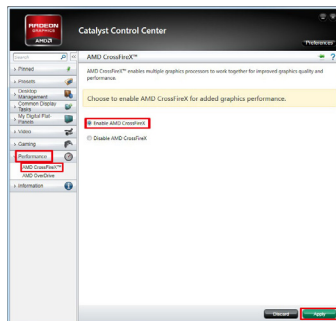 RADEON
GRAPHICS
AMD
Catalyst Control Center
Preferences
Search
AMD CrossFireX™
Pinned
Presets
Desktop
Management
Common Display
Tasks
My Digital Flat-
Panels
Video
Gaming
Performance
AMD CrossFireX™
AMD OverDrive
Information
AMD CrossFireX™ enables multiple graphics processors to work together for improved graphics quality and
performance.
Choose to enable AMD CrossFireX for added graphics performance.
Enable AMD CrossFireX
Disable AMD CrossFireX
Discard
Apply